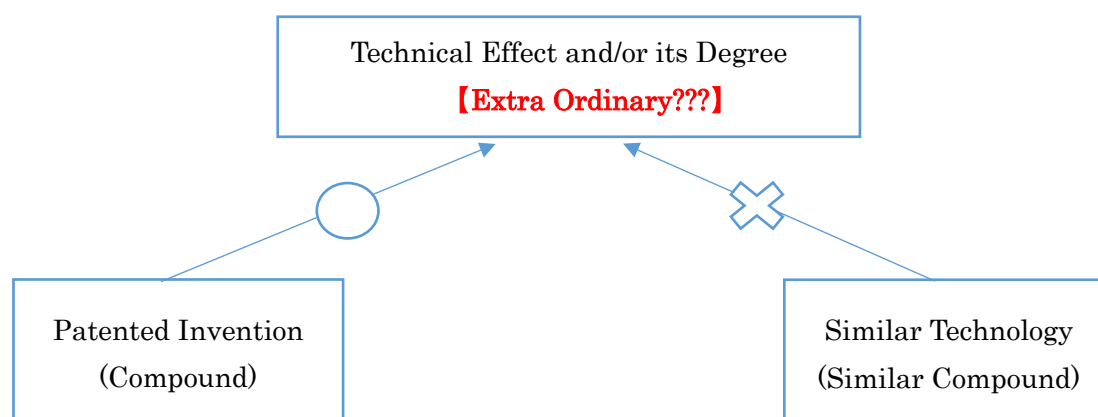 Technical Effect and/or its Degree
【Extra Ordinary???】
Patented Invention
(Compound)
Similar Technology
(Similar Compound)